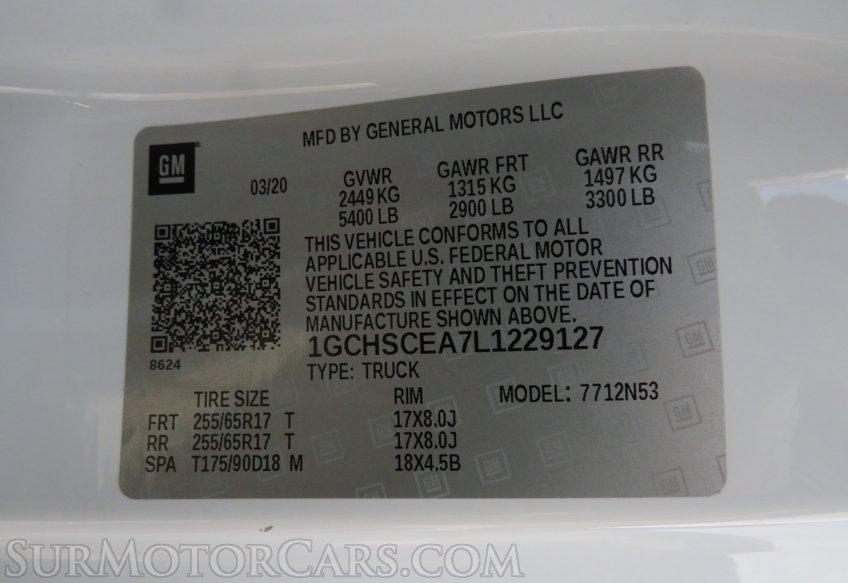 MFD BY GENERAL MOTORS LLC
GM
03/20
GVWR GAWR FRT GAWR RR
2449 KG 1315 KG 1497 KG
5400 LB 2900 LB 3300 LB
THIS VEHICLE CONFORMS TO ALL
APPLICABLE U.S. FEDERAL MOTOR
VEHICLE SAFETY AND THEFT PREVENTION
STANDARDS IN EFFECT ON THE DATE OF
MANUFACTURE SHOWN ABOVE.
8624
1GCHSCEA7L1229127
TYPE: TRUCK
TIRE SIZE RIM MODEL: 7712N53
FRT 255/65R17 T 17X8.0J
RR 255/65R17 T 17X8.0J
SPA T175/90D18 M 18X4.5B
SURMOTORCARS.COM